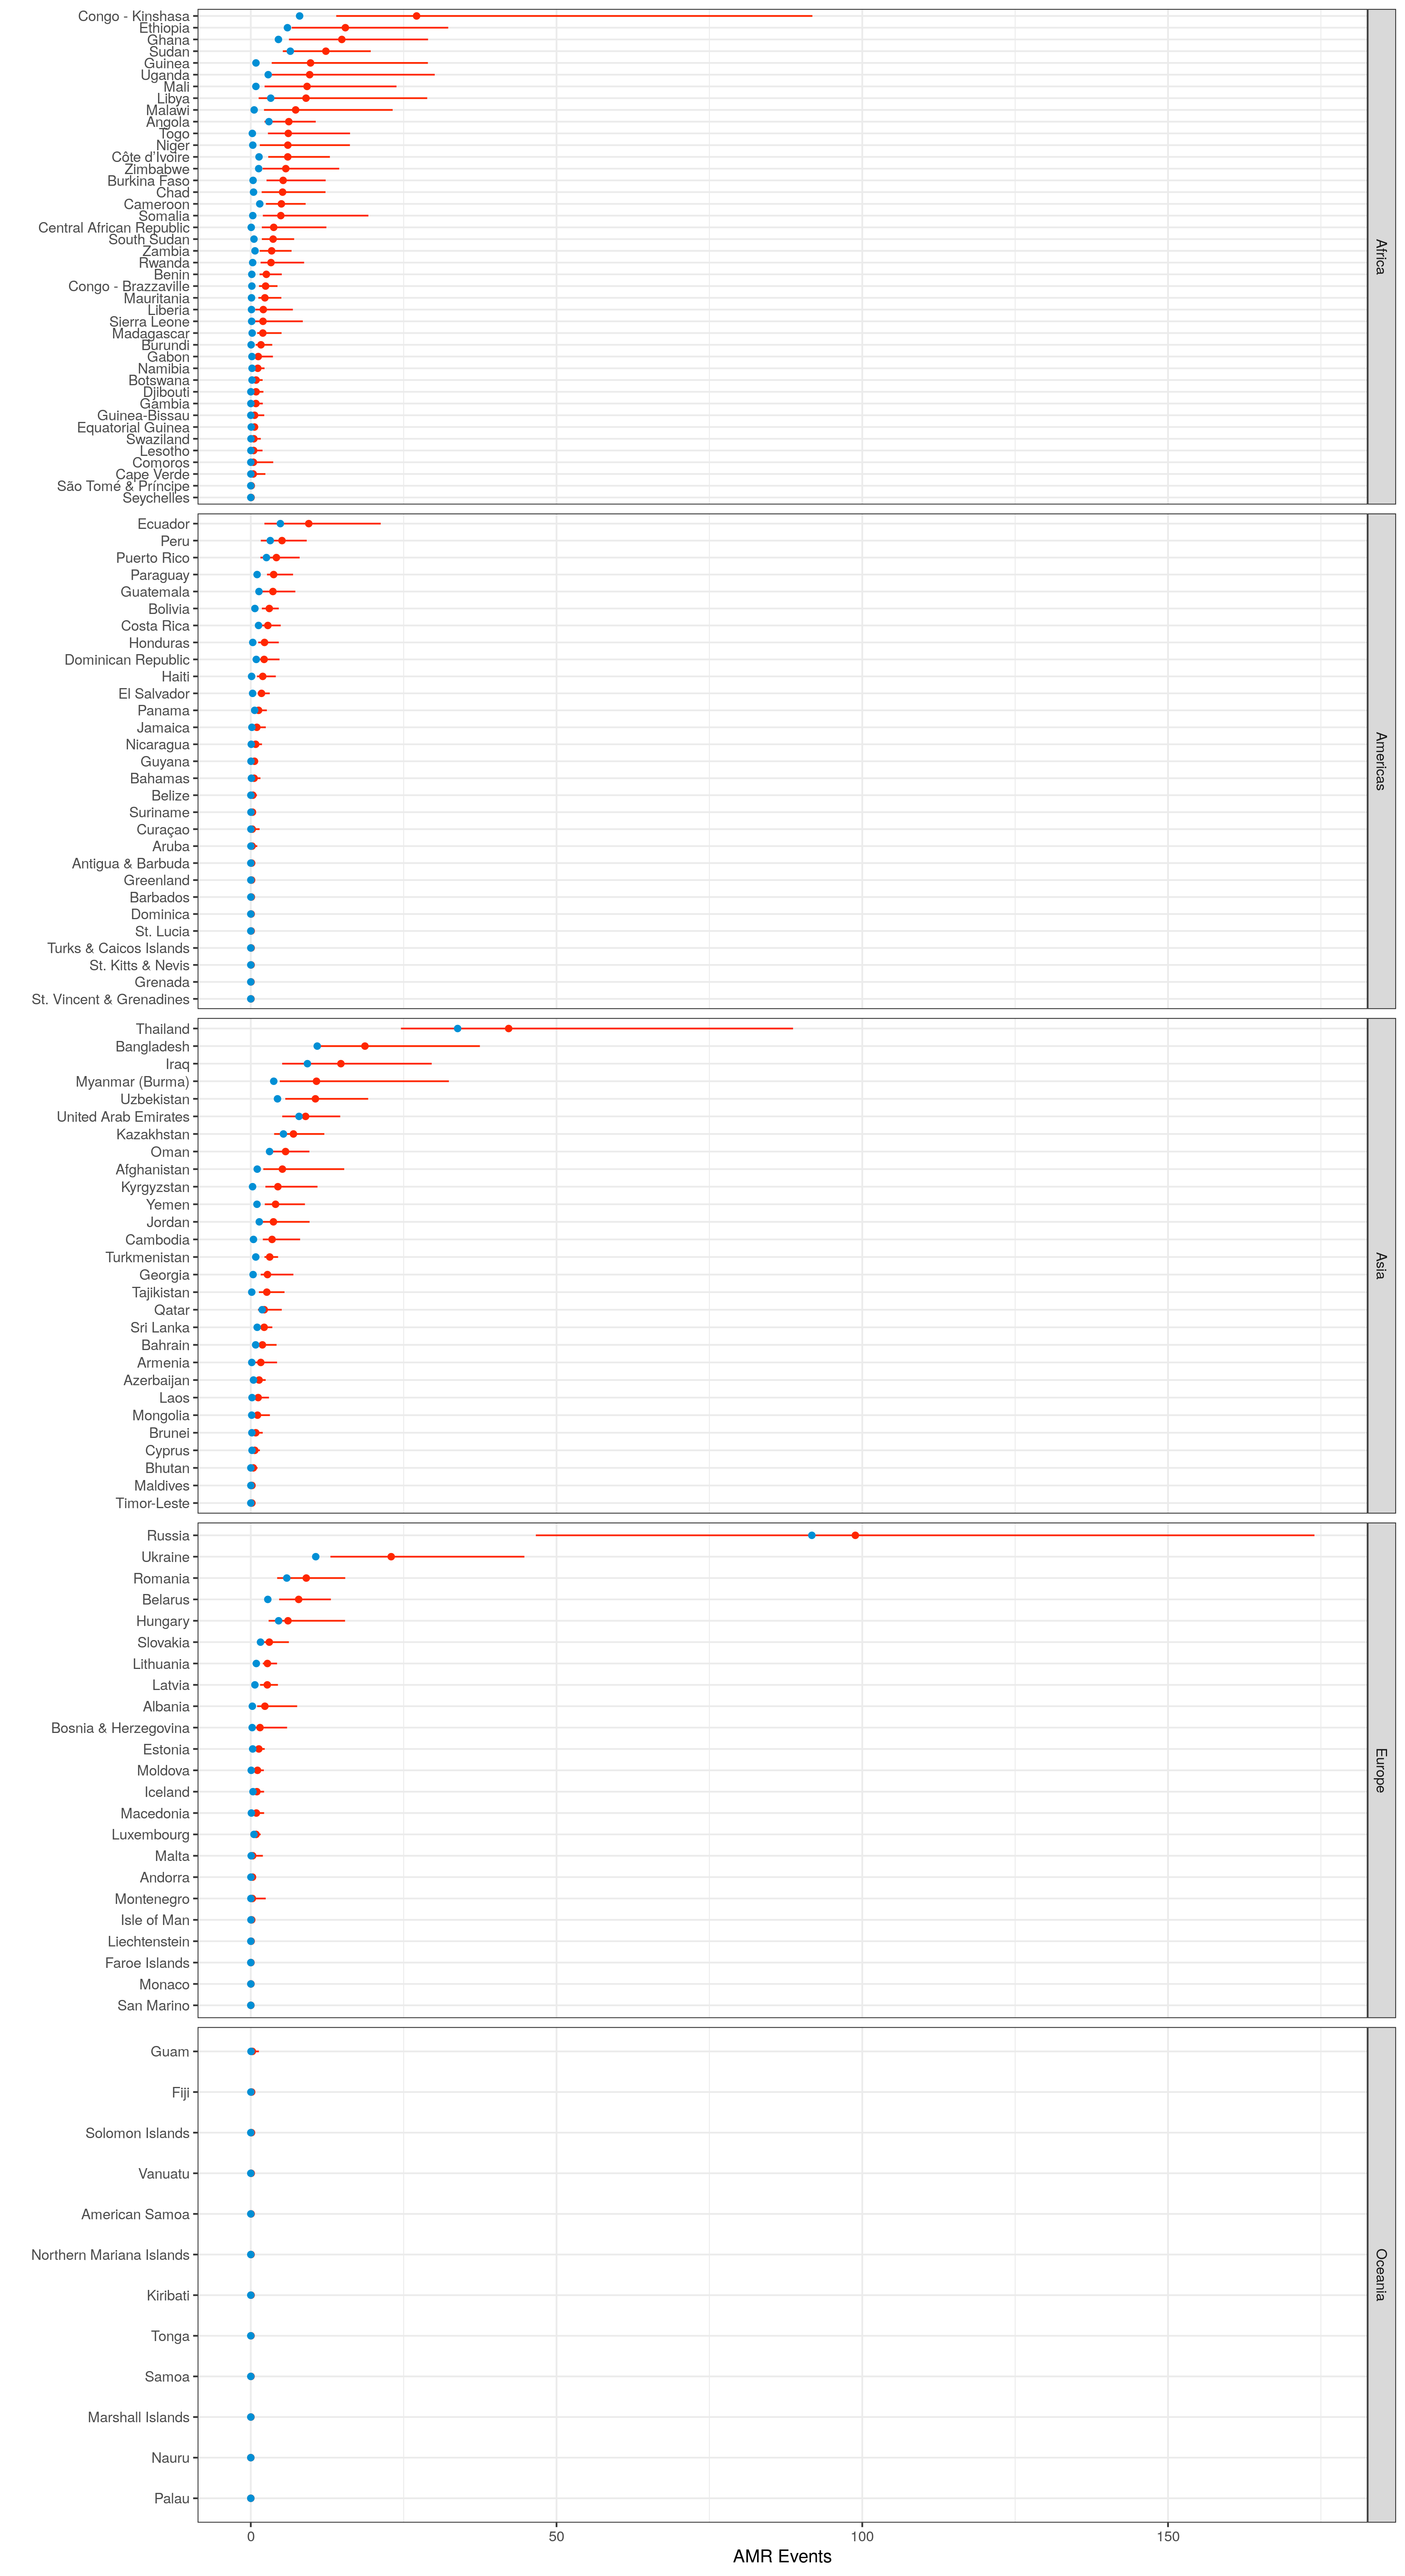 Congo - Kinshasa
Ethiopia
Ghana
Sudan
Guinea
Uganda
Mali
Libya
Malawi
Angola
Togo
Niger
Côte d'Ivoire
Zimbabwe
Burkina Faso
Chad
Cameroon
Somalia
Central African Republic
South Sudan
Zambia
Rwanda
Benin
Congo - Brazzaville
Mauritania
Liberia
Sierra Leone
Madagascar
Burundi
Gabon
Namibia
Botswana
Djibouti
Gambia
Guinea-Bissau
Equatorial Guinea
Swaziland
Lesotho
Comoros
Cape Verde
São Tomé & Príncipe
Seychelles
Africa
Ecuador
Peru
Puerto Rico
Paraguay
Guatemala
Bolivia
Costa Rica
Honduras
Dominican Republic
Haiti
El Salvador
Panama
Jamaica
Nicaragua
Guyana
Bahamas
Belize
Suriname
Curaçao
Aruba
Antigua & Barbuda
Greenland
Barbados
Dominica
St. Lucia
Turks & Caicos Islands
St. Kitts & Nevis
Grenada
St. Vincent & Grenadines
Americas
Thailand
Bangladesh
Iraq
Myanmar (Burma)
Uzbekistan
United Arab Emirates
Kazakhstan
Oman
Afghanistan
Kyrgyzstan
Yemen
Jordan
Cambodia
Turkmenistan
Georgia
Tajikistan
Qatar
Sri Lanka
Bahrain
Armenia
Azerbaijan
Laos
Mongolia
Brunei
Cyprus
Bhutan
Maldives
Timor-Leste
Asia
Russia
Ukraine
Romania
Belarus
Hungary
Slovakia
Lithuania
Latvia
Albania
Bosnia & Herzegovina
Estonia
Moldova
Iceland
Macedonia
Luxembourg
Malta
Andorra
Montenegro
Isle of Man
Liechtenstein
Faroe Islands
Monaco
San Marino
Europe
Guam
Fiji
Solomon Islands
Vanuatu
American Samoa
Northern Mariana Islands
Kiribati
Tonga
Samoa
Marshall Islands
Nauru
Palau
Oceania
0 50 100 150
AMR Events